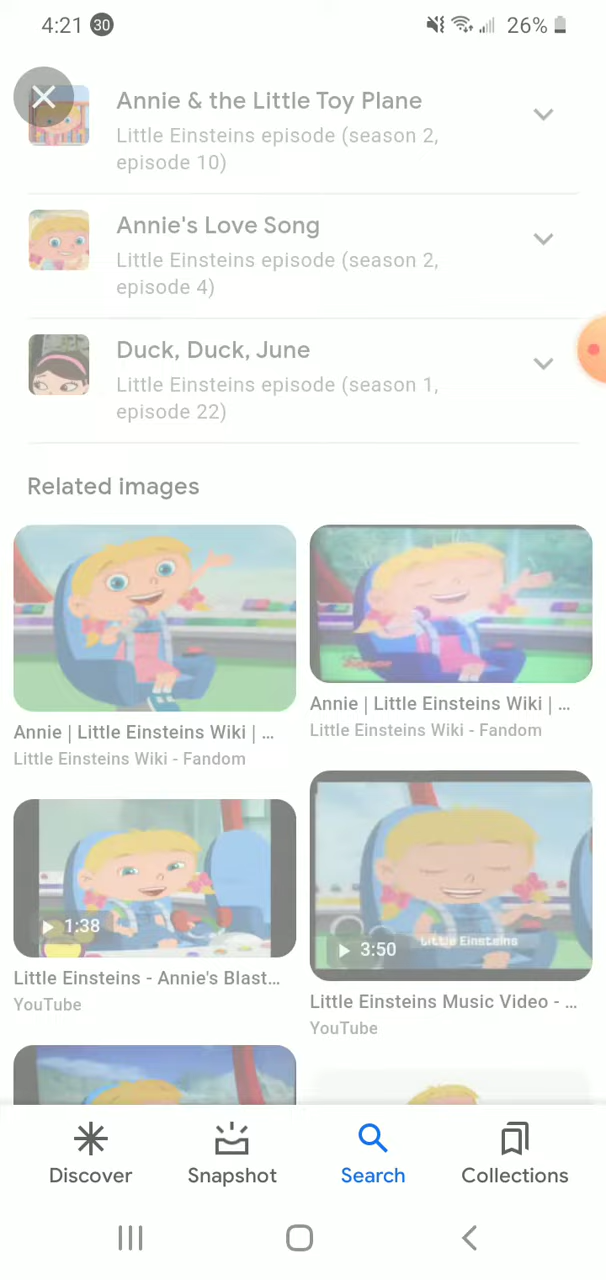 4:21 30 26%
Annie & the Little Toy Plane
Little Einsteins episode (season 2,
episode 10)
Annie's Love Song
Little Einsteins episode (season 2,
episode 4)
Duck, Duck, June
Little Einsteins episode (season 1,
episode 22)
Related images
Annie | Little Einsteins Wiki | ...
Little Einsteins Wiki - Fandom
Annie | Little Einsteins Wiki | ...
Little Einsteins Wiki - Fandom
1:38
Little Einsteins - Annie's Blast...
YouTube
Little Einsteins
3:50
Little Einsteins Music Video - ...
YouTube
Discover Snapshot Search Collections